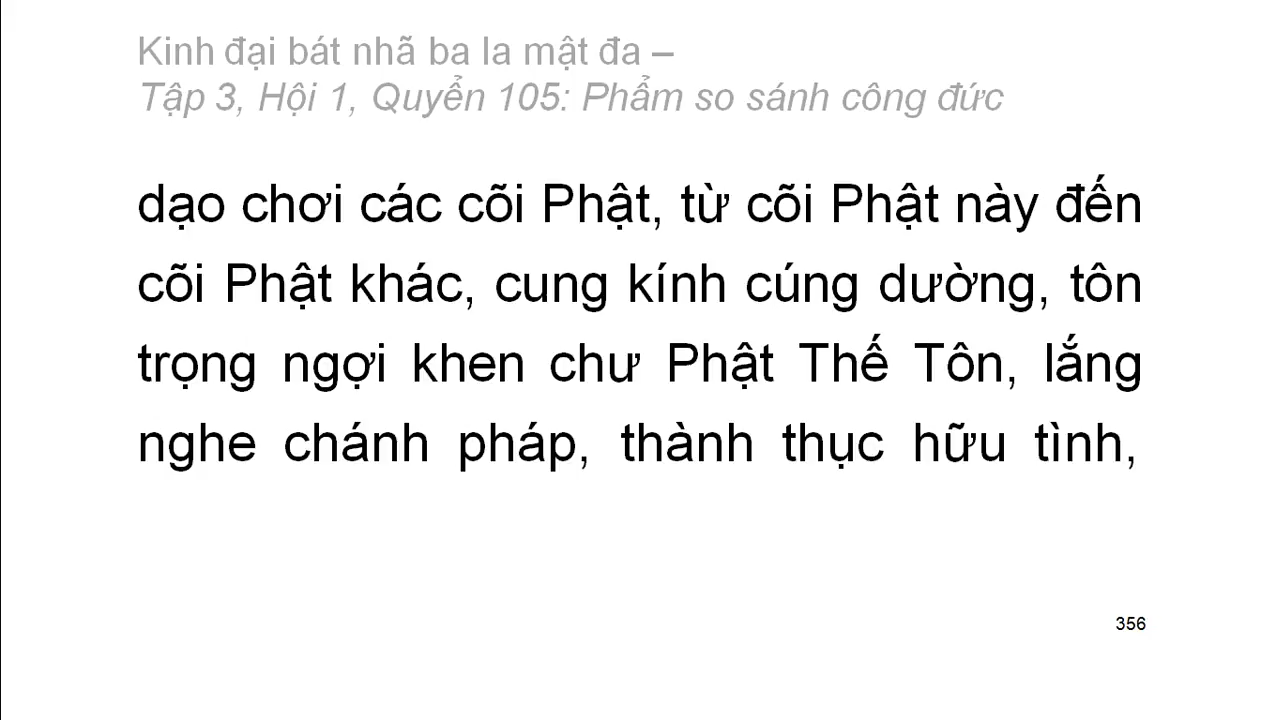 Kinh đại bát nhã ba la mật đa –
Tập 3, Hội 1, Quyển 105: Phẩm so sánh công đức
dạo chơi các cõi Phật, từ cõi Phật này đến
cõi Phật khác, cung kính cúng dường, tôn
trọng ngợi khen chư Phật Thế Tôn, lắng
nghe chánh pháp, thành thục hữu tình,
356